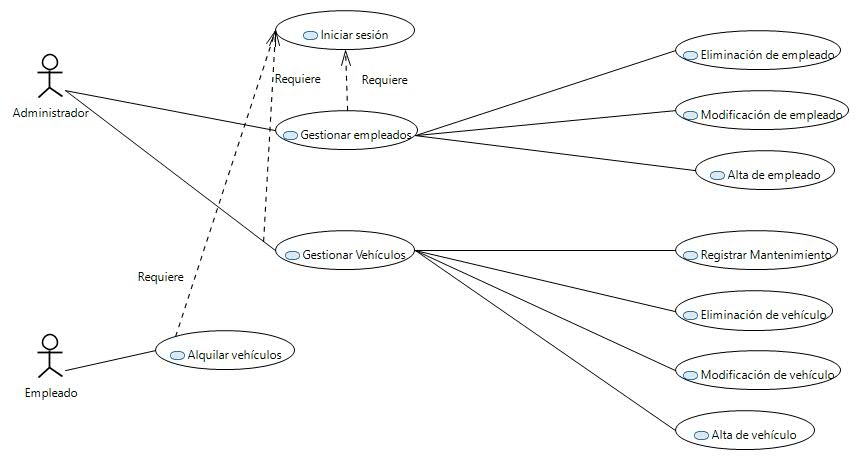 Iniciar sesión
Eliminación de empleado
Requiere
Requiere
Administrador
Modificación de empleado
Gestionar empleados
Alta de empleado
Gestionar Vehículos
Registrar Mantenimiento
Requiere
Eliminación de vehículo
Alquilar vehículos
Modificación de vehículo
Empleado
Alta de vehículo